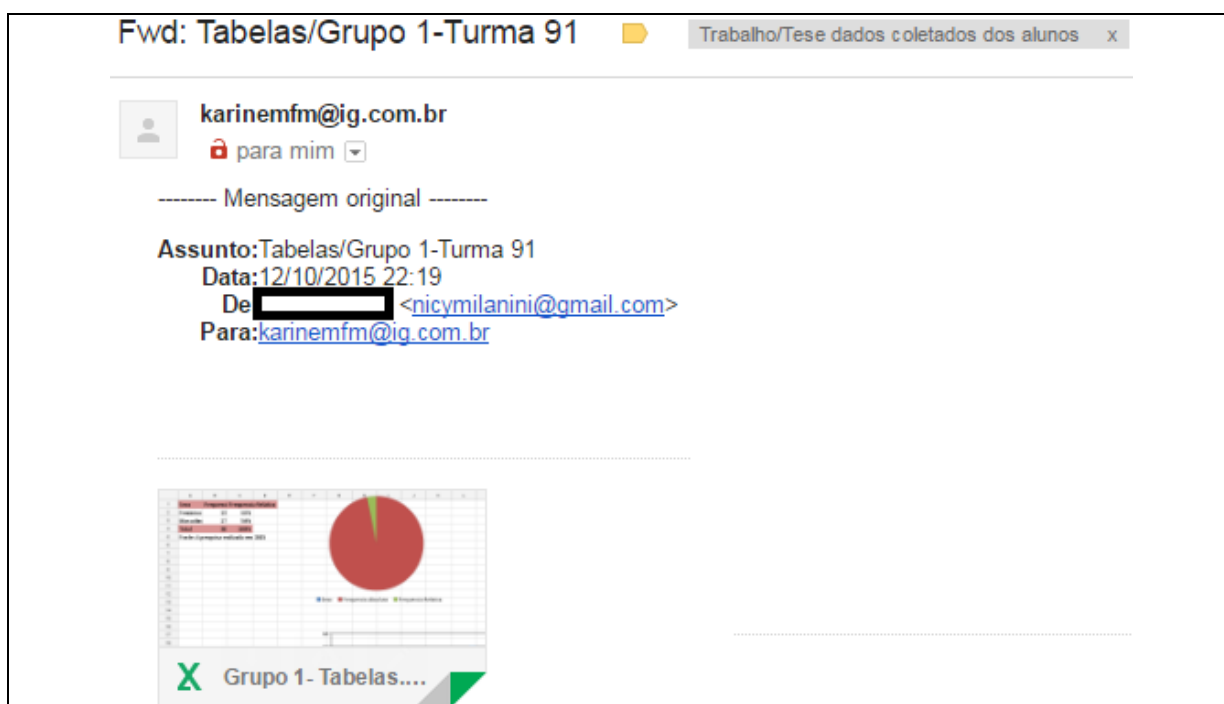 Fwd: Tabelas/Grupo 1-Turma 91
Trabalho/Tese dados coletados dos alunos x
karinemfm@ig.com.br
para mim
-------- Mensagem original --------
Assunto:Tabelas/Grupo 1-Turma 91
Data:12/10/2015 22:19
De <nicymilanini@gmail.com>
Para:karinemfm@ig.com.br
Grupo 1- Tabelas....